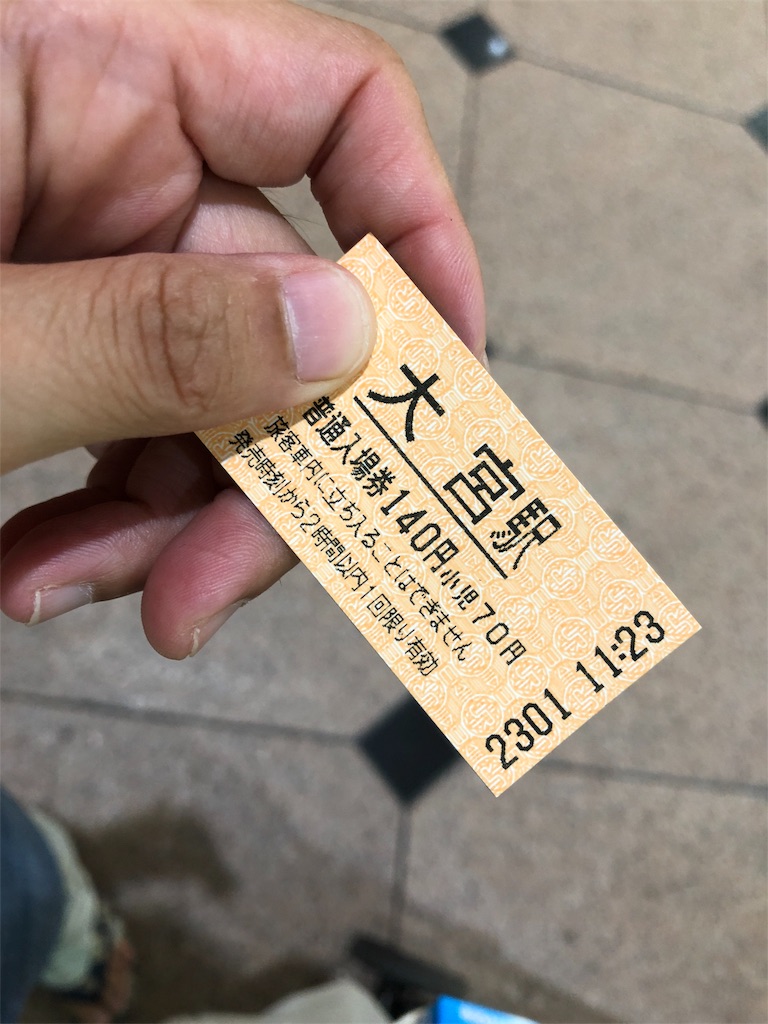 大宮駅
普通入場券140円小児70円
旅客車内に立ち入ることはできません
発売時刻から2時間以内1回限り有効
2301 11:23